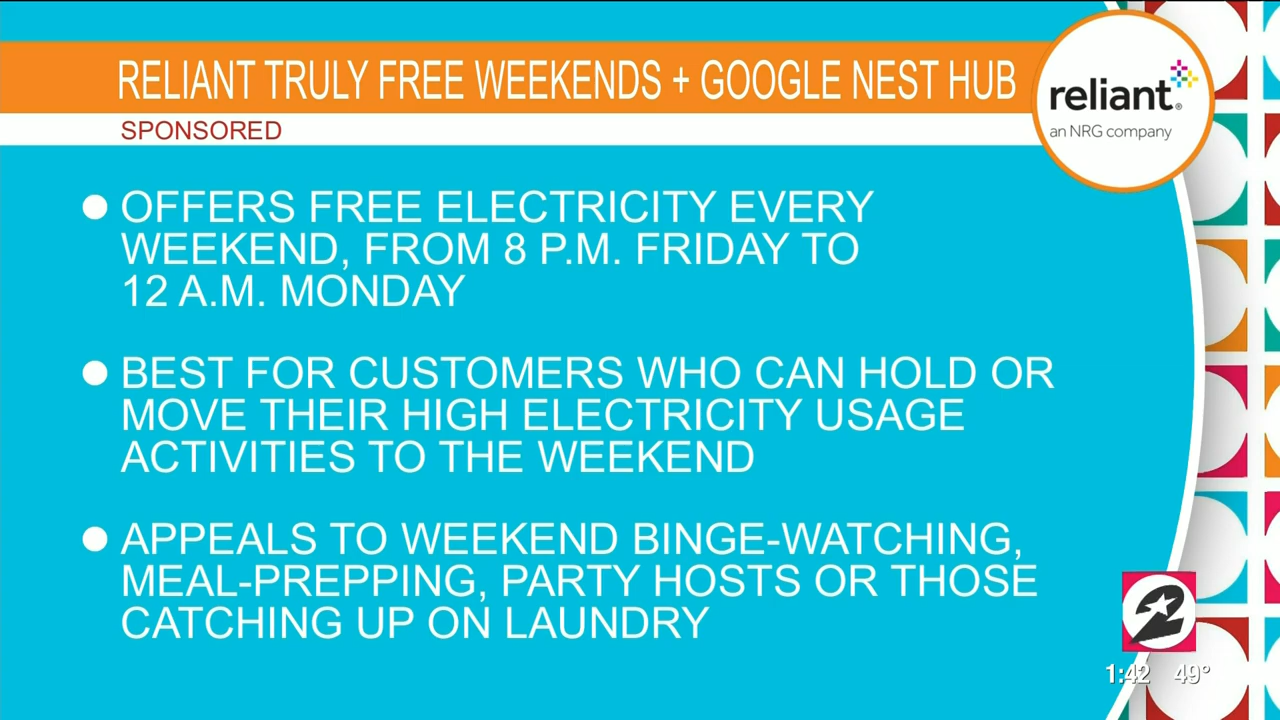 RELIANT TRULY FREE WEEKENDS + GOOGLE NEST HUB
SPONSORED
reliant®
an NRG company
● OFFERS FREE ELECTRICITY EVERY
WEEKEND, FROM 8 P.M. FRIDAY TO
12 A.M. MONDAY
● BEST FOR CUSTOMERS WHO CAN HOLD OR
MOVE THEIR HIGH ELECTRICITY USAGE
ACTIVITIES TO THE WEEKEND
● APPEALS TO WEEKEND BINGE-WATCHING,
MEAL-PREPPING, PARTY HOSTS OR THOSE
CATCHING UP ON LAUNDRY
2
1:42 49°